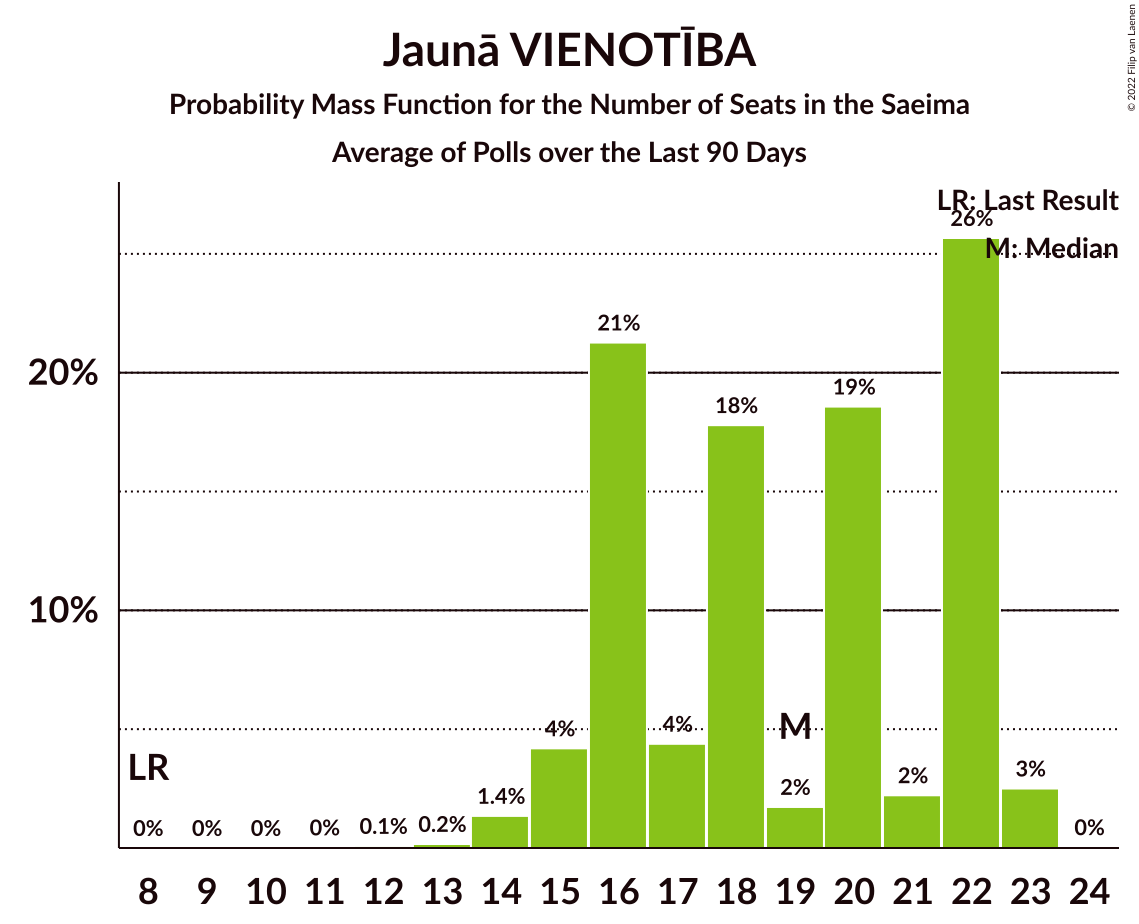 Jaunā VIENOTĪBA
Probability Mass Function for the Number of Seats in the Saeima
Average of Polls over the Last 90 Days
© 2022 Filip van Laenen
LR: Last Result
M: Median
26%
21%
20%
19%
18%
10%
M
4%
4%
LR
3%
2%
2%
1.4%
0% 0% 0% 0% 0.1% 0.2% 0%
8 9 10 11 12 13 14 15 16 17 18 19 20 21 22 23 24